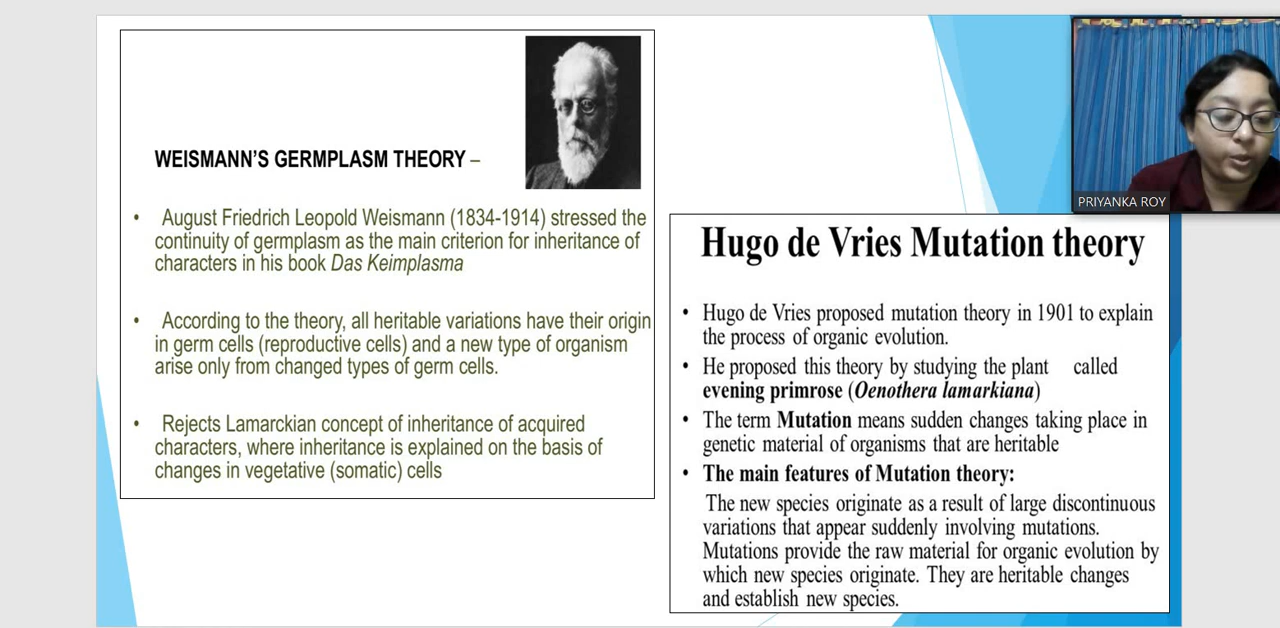 WEISMANN'S GERMPLASM THEORY –
• August Friedrich Leopold Weismann (1834-1914) stressed the
continuity of germplasm as the main criterion for inheritance of
characters in his book Das Keimplasma
• According to the theory, all heritable variations have their origin
in germ cells (reproductive cells) and a new type of organism
arise only from changed types of germ cells.
• Rejects Lamarckian concept of inheritance of acquired
characters, where inheritance is explained on the basis of
changes in vegetative (somatic) cells
PRIYANKA ROY
Hugo de Vries Mutation theory
• Hugo de Vries proposed mutation theory in 1901 to explain
the process of organic evolution.
• He proposed this theory by studying the plant called
evening primrose (Oenothera lamarkiana)
• The term Mutation means sudden changes taking place in
genetic material of organisms that are heritable
• The main features of Mutation theory:
The new species originate as a result of large discontinuous
variations that appear suddenly involving mutations.
Mutations provide the raw material for organic evolution by
which new species originate. They are heritable changes
and establish new species.